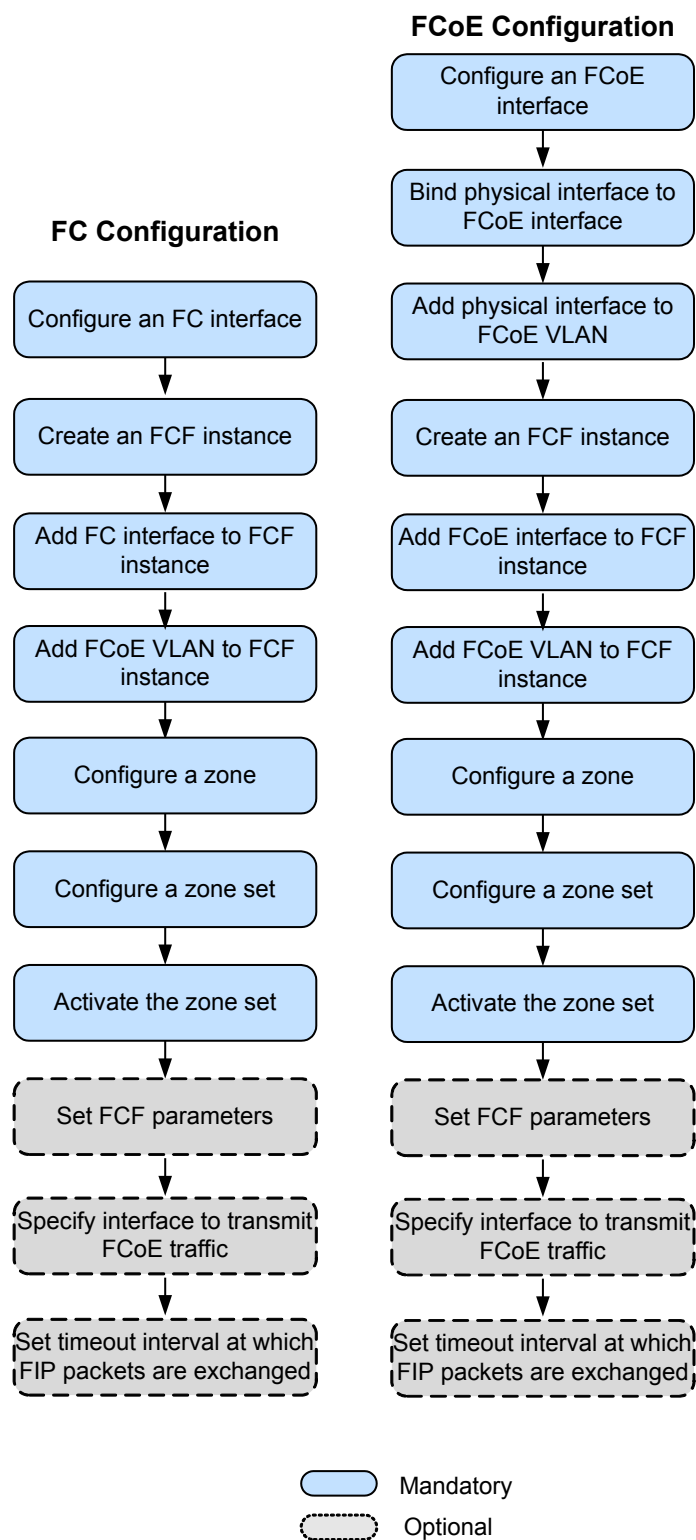 FC Configuration
Configure an FC interface
Create an FCF instance
Add FC interface to FCF
instance
Add FCoE VLAN to FCF
instance
Configure a zone
Configure a zone set
Activate the zone set
Set FCF parameters
Specify interface to transmit
FCoE traffic
Set timeout interval at which
FIP packets are exchanged
FCoE Configuration
Configure an FCoE
interface
Bind physical interface to
FCoE interface
Add physical interface to
FCoE VLAN
Create an FCF instance
Add FCoE interface to FCF
instance
Add FCoE VLAN to FCF
instance
Configure a zone
Configure a zone set
Activate the zone set
Set FCF parameters
Specify interface to transmit
FCoE traffic
Set timeout interval at which
FIP packets are exchanged
Mandatory
Optional